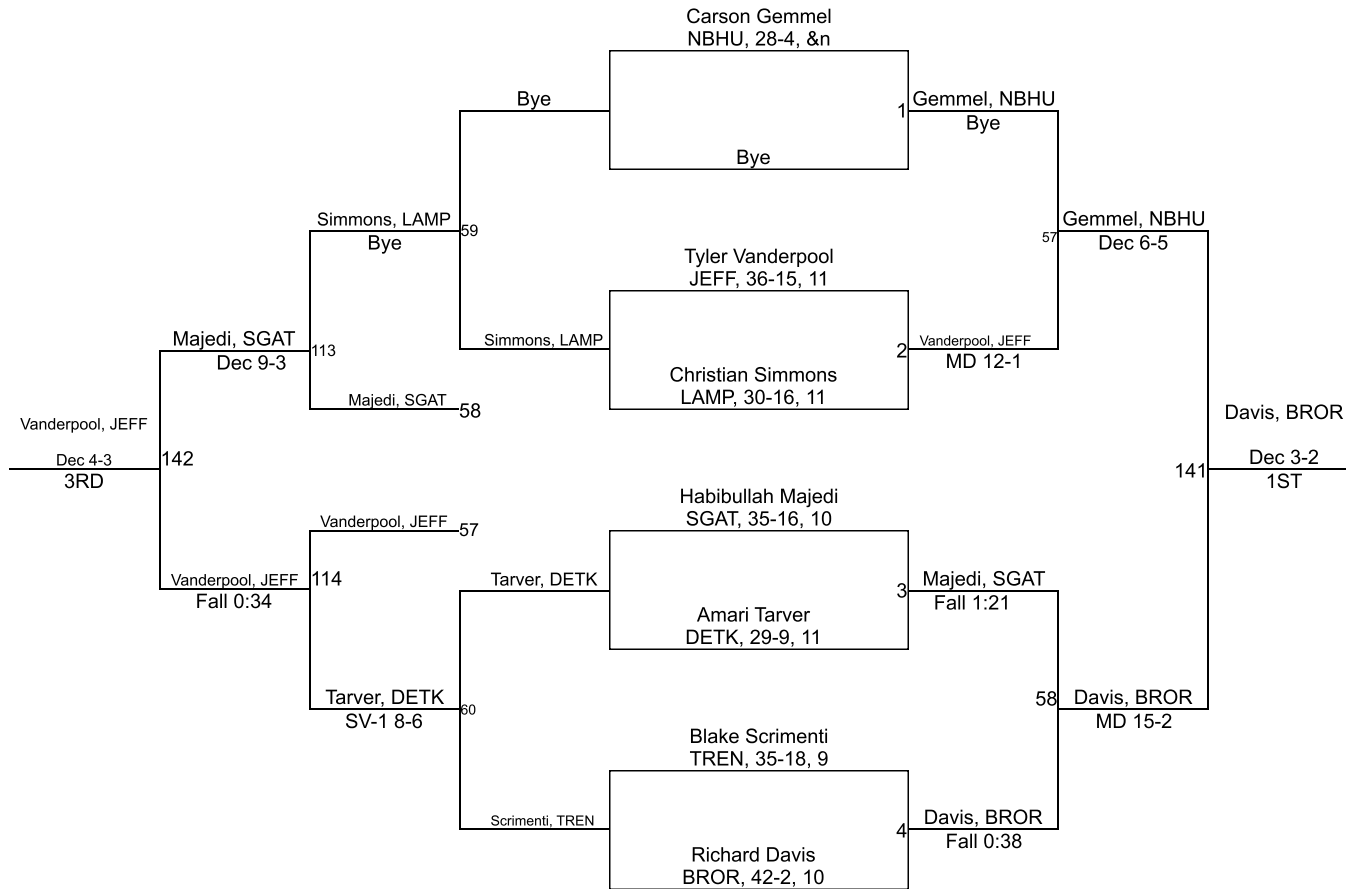 Carson Gemmel
NBHU, 28-4, &n
Bye
1
Gemmel, NBHU
Bye
Bye
Simmons, LAMP
59
Bye
57
Gemmel, NBHU
Dec 6-5
Tyler Vanderpool
JEFF, 36-15, 11
Majedi, SGAT
113
Dec 9-3
Simmons, LAMP
2
Vanderpool, JEFF
MD 12-1
Christian Simmons
LAMP, 30-16, 11
Majedi, SGAT
58
Vanderpool, JEFF
Dec 4-3
142
3RD
Davis, BROR
141
Dec 3-2
1ST
Habibullah Majedi
SGAT, 35-16, 10
Vanderpool, JEFF
57
Vanderpool, JEFF
114
Fall 0:34
Tarver, DETK
3
Majedi, SGAT
Fall 1:21
Amari Tarver
DETK, 29-9, 11
Tarver, DETK
60
SV-1 8-6
58
Davis, BROR
MD 15-2
Blake Scrimenti
TREN, 35-18, 9
Scrimenti, TREN
4
Davis, BROR
Fall 0:38
Richard Davis
BROR, 42-2, 10